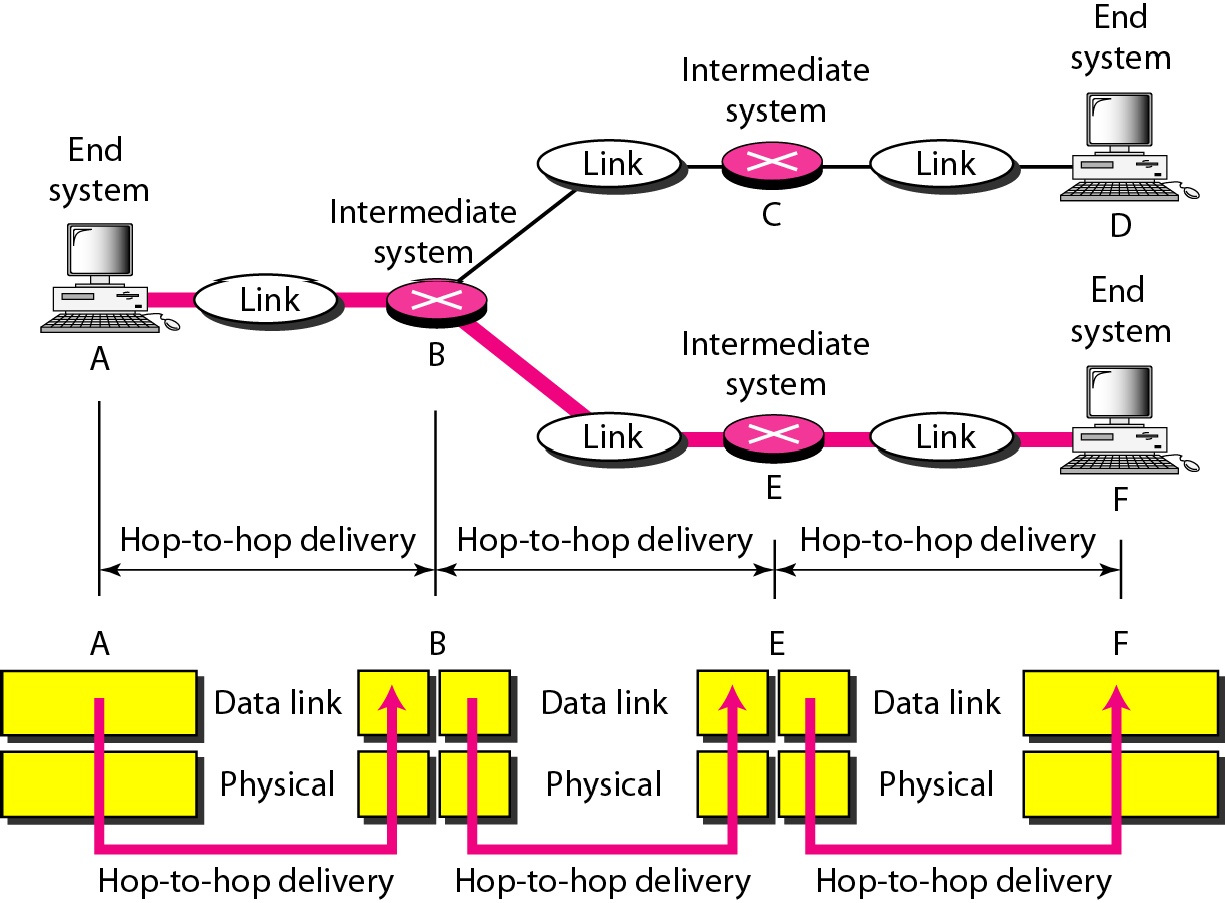 End
system
Intermediate
system
Link
Link
C
D
End
system
Intermediate
system
Link
A
B
End
system
Intermediate
system
Link
Link
E
F
Hop-to-hop delivery
Hop-to-hop delivery
Hop-to-hop delivery
A
B
E
F
Data link
Data link
Data link
Physical
Physical
Physical
Hop-to-hop delivery
Hop-to-hop delivery
Hop-to-hop delivery